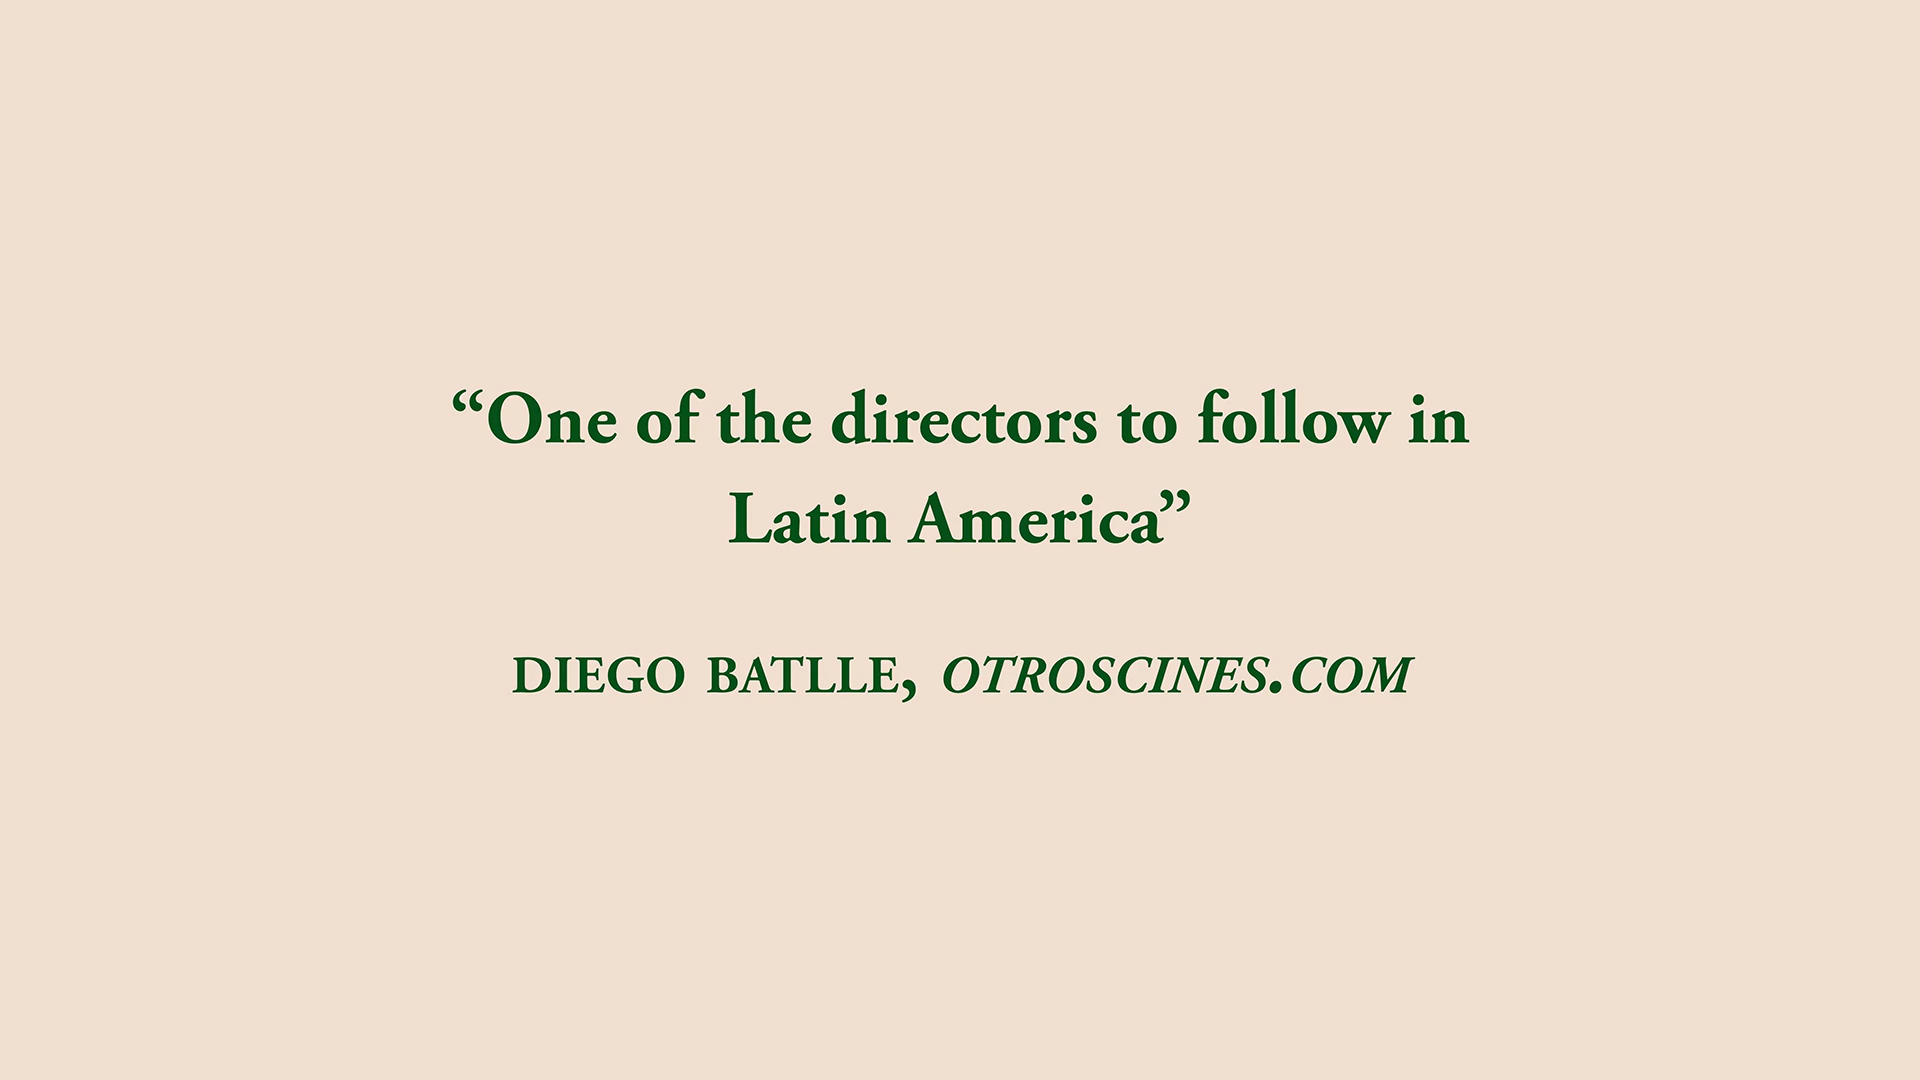 “One of the directors to follow in
Latin America”
DIEGO BATLLE, OTROSCINES.COM